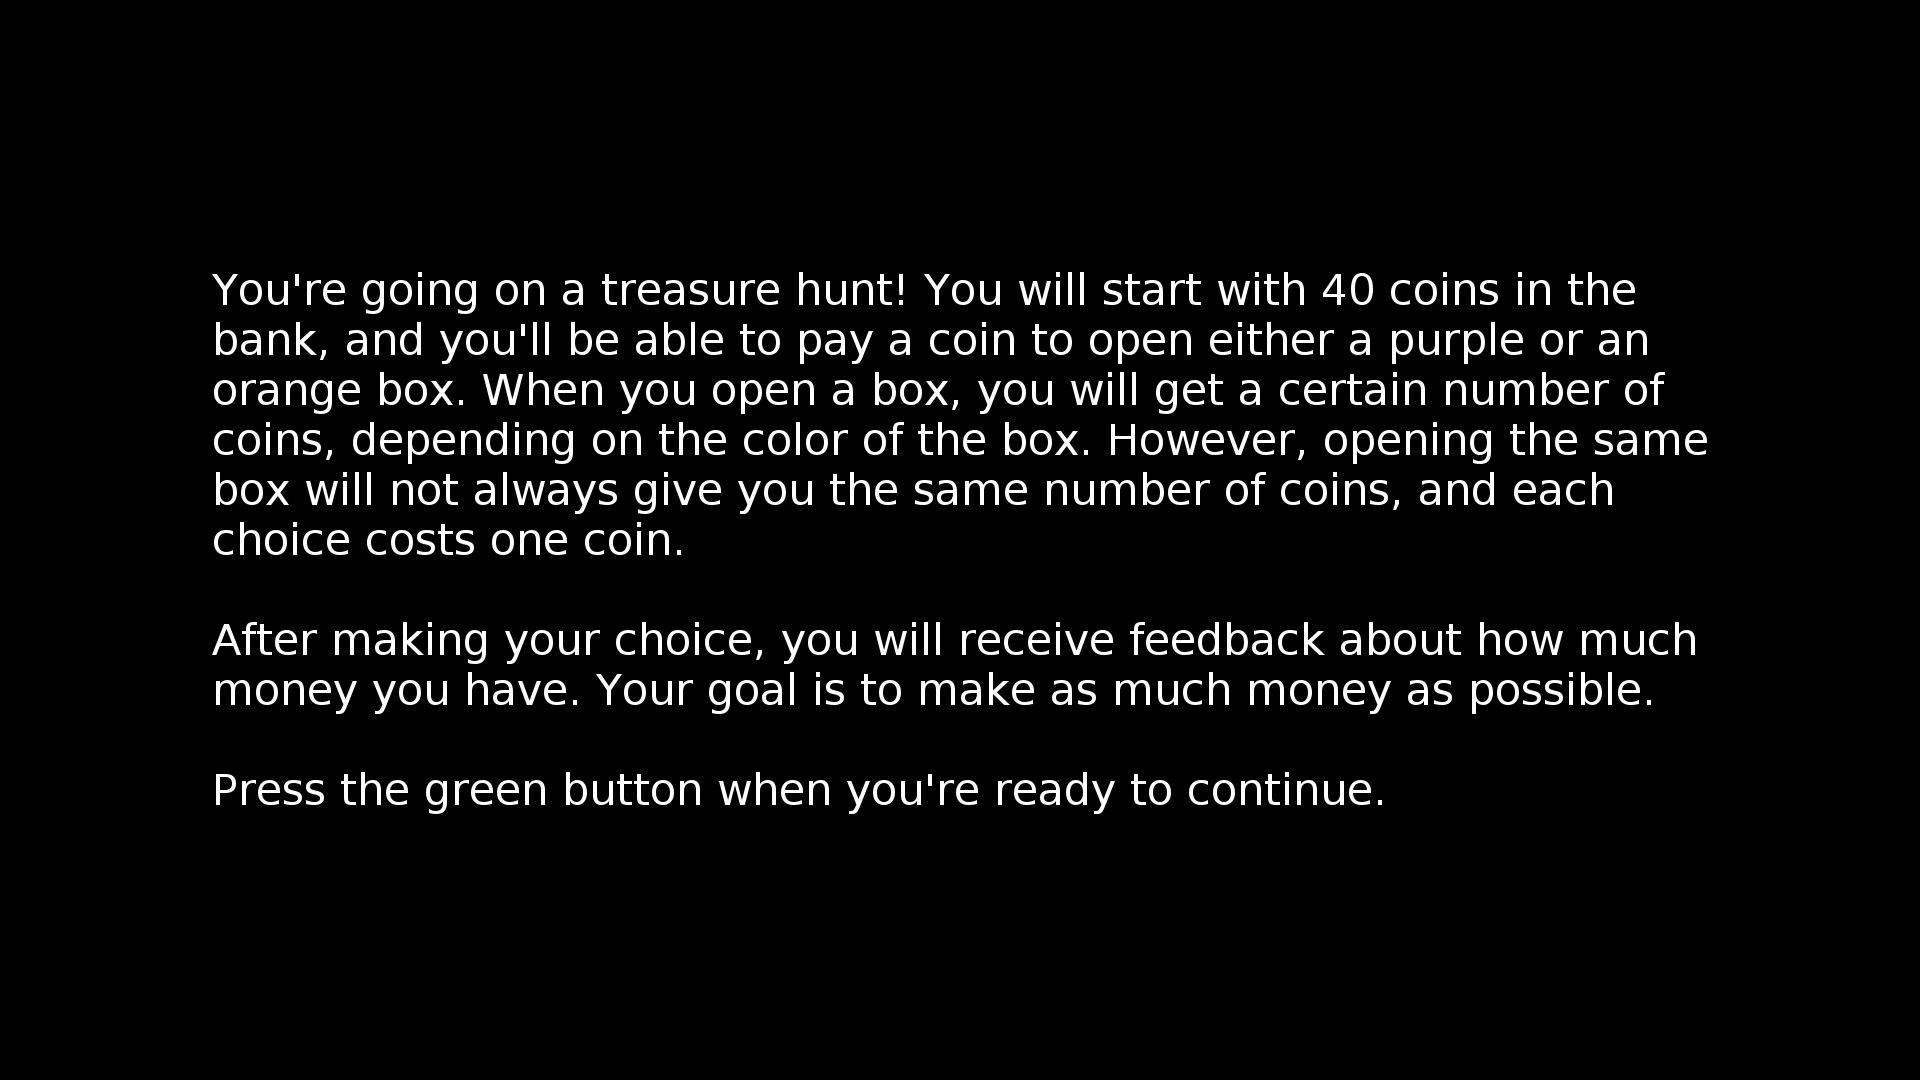 You're going on a treasure hunt! You will start with 40 coins in the
bank, and you'll be able to pay a coin to open either a purple or an
orange box. When you open a box, you will get a certain number of
coins, depending on the color of the box. However, opening the same
box will not always give you the same number of coins, and each
choice costs one coin.
After making your choice, you will receive feedback about how much
money you have. Your goal is to make as much money as possible.
Press the green button when you're ready to continue.